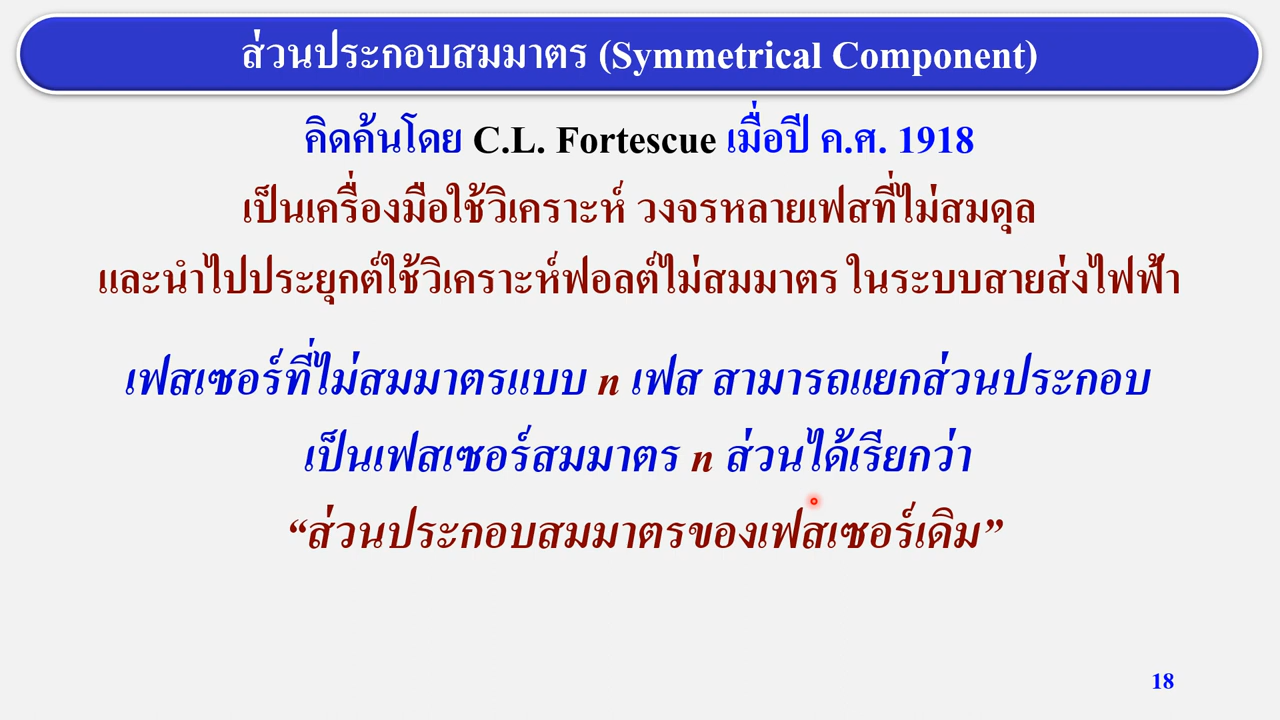 ส่วนประกอบสมมาตร (Symmetrical Component)
คิดค้นโดย C.L. Fortescue เมื่อปี ค.ศ. 1918
เป็นเครื่องมือใช้วิเคราะห์ วงจรหลายเฟสที่ไม่สมดุล
และนำไปประยุกต์ใช้วิเคราะห์ฟอลต์ไม่สมมาตร ในระบบสายส่งไฟฟ้า
เฟสเซอร์ที่ไม่สมมาตรแบบ n เฟส สามารถแยกส่วนประกอบ
เป็นเฟสเซอร์สมมาตร n ส่วนได้เรียกว่า
“ส่วนประกอบสมมาตรของเฟสเซอร์เดิม”
18